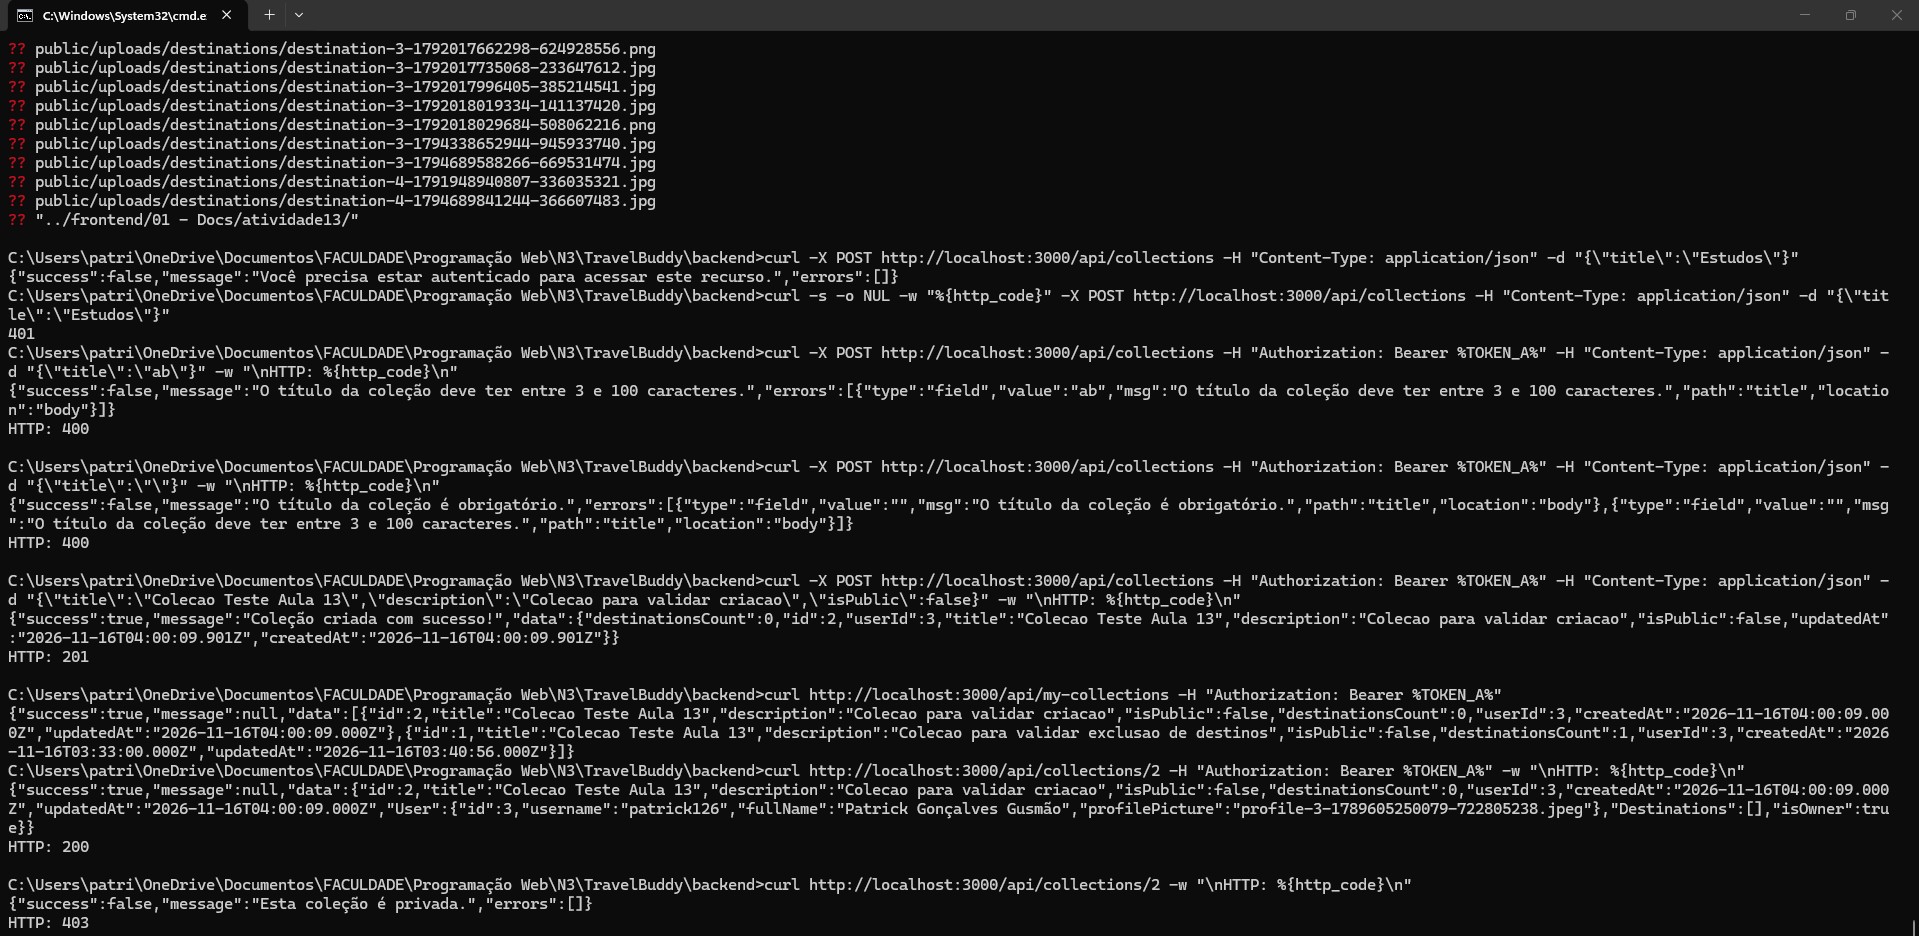 C:\Windows\System32\cmd.e
?? public/uploads/destinations/destination-3-1792017662298-624928556.png
?? public/uploads/destinations/destination-3-1792017735068-233647612.jpg
?? public/uploads/destinations/destination-3-1792017996405-385214541.jpg
?? public/uploads/destinations/destination-3-1792018019334-141137420.jpg
?? public/uploads/destinations/destination-3-1792018029684-508062216.png
?? public/uploads/destinations/destination-3-1794338652944-945933740.jpg
?? public/uploads/destinations/destination-3-1794689588266-669531474.jpg
?? public/uploads/destinations/destination-4-1791948940807-336035321.jpg
?? public/uploads/destinations/destination-4-1794689841244-366607483.jpg
?? "../frontend/01 - Docs/atividade13/"
C:\Users\patri\OneDrive\Documentos\FACULDADE\Programação Web\N3\TravelBuddy\backend>curl -X POST http://localhost:3000/api/collections -H "Content-Type: application/json" -d "{\"title\":\"Estudos\"}"
{"success":false,"message":"Você precisa estar autenticado para acessar este recurso.","errors":[]}
C:\Users\patri\OneDrive\Documentos\FACULDADE\Programação Web\N3\TravelBuddy\backend>curl -s -o NUL -w "%{http_code}" -X POST http://localhost:3000/api/collections -H "Content-Type: application/json" -d "{\"tit
le\":\"Estudos\"}"
401
C:\Users\patri\OneDrive\Documentos\FACULDADE\Programação Web\N3\TravelBuddy\backend>curl -X POST http://localhost:3000/api/collections -H "Authorization: Bearer %TOKEN_A%" -H "Content-Type: application/json" -
d "{\"title\":\"ab\"}" -w "\nHTTP: %{http_code}\n"
{"success":false,"message":"O título da coleção deve ter entre 3 e 100 caracteres.","errors":[{"type":"field","value":"ab","msg":"O título da coleção deve ter entre 3 e 100 caracteres.","path":"title","locatio
n":"body"}]}
HTTP: 400
C:\Users\patri\OneDrive\Documentos\FACULDADE\Programação Web\N3\TravelBuddy\backend>curl -X POST http://localhost:3000/api/collections -H "Authorization: Bearer %TOKEN_A%" -H "Content-Type: application/json" -
d "{\"title\":\"\"}" -w "\nHTTP: %{http_code}\n"
{"success":false,"message":"O título da coleção é obrigatório.","errors":[{"type":"field","value":"","msg":"O título da coleção é obrigatório.","path":"title","location":"body"},{"type":"field","value":"","msg
":"O título da coleção deve ter entre 3 e 100 caracteres.","path":"title","location":"body"}]}
HTTP: 400
C:\Users\patri\OneDrive\Documentos\FACULDADE\Programação Web\N3\TravelBuddy\backend>curl -X POST http://localhost:3000/api/collections -H "Authorization: Bearer %TOKEN_A%" -H "Content-Type: application/json" -
d "{\"title\":\"Colecao Teste Aula 13\",\"description\":\"Colecao para validar criacao\",\"isPublic\":false}" -w "\nHTTP: %{http_code}\n"
{"success":true,"message":"Coleção criada com sucesso!","data":{"destinationsCount":0,"id":2,"userId":3,"title":"Colecao Teste Aula 13","description":"Colecao para validar criacao","isPublic":false,"updatedAt"
:"2026-11-16T04:00:09.901Z","createdAt":"2026-11-16T04:00:09.901Z"}}
HTTP: 201
C:\Users\patri\OneDrive\Documentos\FACULDADE\Programação Web\N3\TravelBuddy\backend>curl http://localhost:3000/api/my-collections -H "Authorization: Bearer %TOKEN_A%"
{"success":true,"message":null,"data":[{"id":2,"title":"Colecao Teste Aula 13","description":"Colecao para validar criacao","isPublic":false,"destinationsCount":0,"userId":3,"createdAt":"2026-11-16T04:00:09.00
0Z","updatedAt":"2026-11-16T04:00:09.000Z"},{"id":1,"title":"Colecao Teste Aula 13","description":"Colecao para validar exclusao de destinos","isPublic":false,"destinationsCount":1,"userId":3,"createdAt":"2026
-11-16T03:33:00.000Z","updatedAt":"2026-11-16T03:40:56.000Z"}]}
C:\Users\patri\OneDrive\Documentos\FACULDADE\Programação Web\N3\TravelBuddy\backend>curl http://localhost:3000/api/collections/2 -H "Authorization: Bearer %TOKEN_A%" -w "\nHTTP: %{http_code}\n"
{"success":true,"message":null,"data":{"id":2,"title":"Colecao Teste Aula 13","description":"Colecao para validar criacao","isPublic":false,"destinationsCount":0,"userId":3,"createdAt":"2026-11-16T04:00:09.000
Z","updatedAt":"2026-11-16T04:00:09.000Z","User":{"id":3,"username":"patrick126","fullName":"Patrick Gonçalves Gusmão","profilePicture":"profile-3-1789605250079-722805238.jpeg"},"Destinations":[],"isOwner":tru
e}}
HTTP: 200
C:\Users\patri\OneDrive\Documentos\FACULDADE\Programação Web\N3\TravelBuddy\backend>curl http://localhost:3000/api/collections/2 -w "\nHTTP: %{http_code}\n"
{"success":false,"message":"Esta coleção é privada.","errors":[]}
HTTP: 403